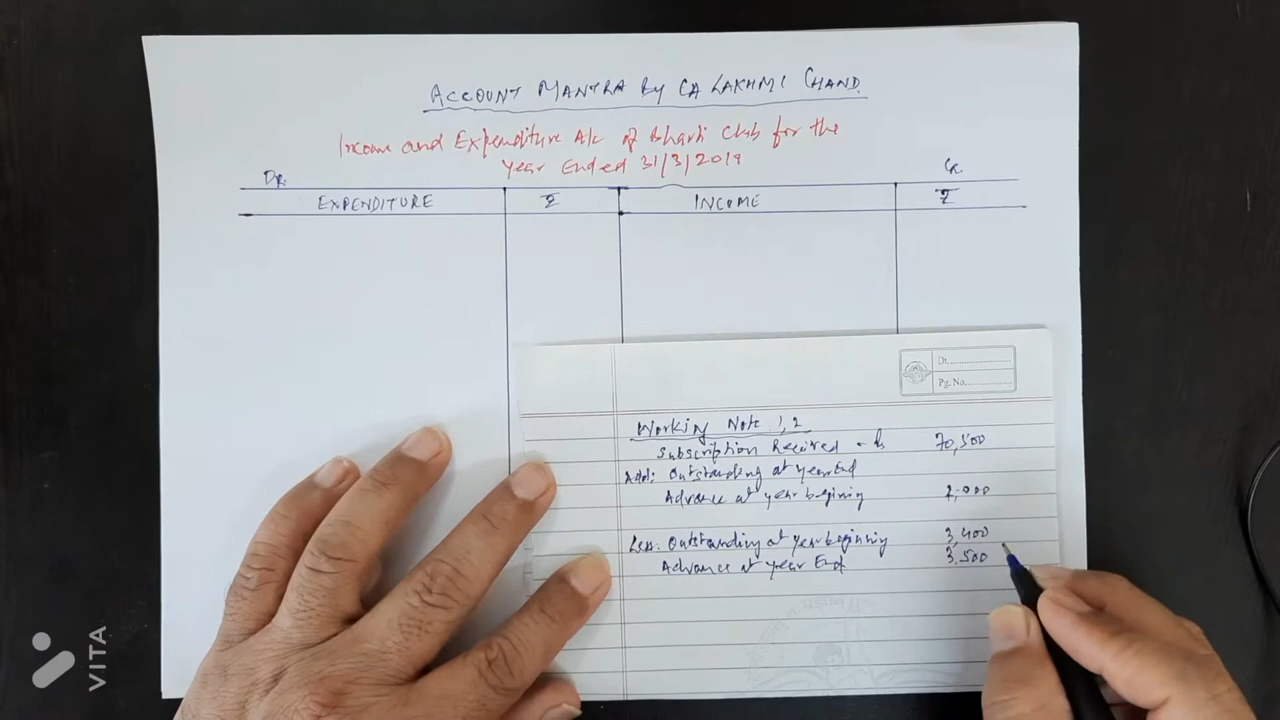 ACCOUNT MANTRA By CA LAKHMI CHAND.
Income and Expenditure A/c of Bharti Club for the
Year Ended 31/3/2019
Dr. Cr.
EXPENDITURE ₹ INCOME ₹
Dt.
Pg. No.
Working Note 1,2
Subscription Received - 70,500
Add: Outstanding at year End
Advance at year begining 2,000
Less: Outstanding at year beginning 3,400
Advance at year End 3,500
VITA